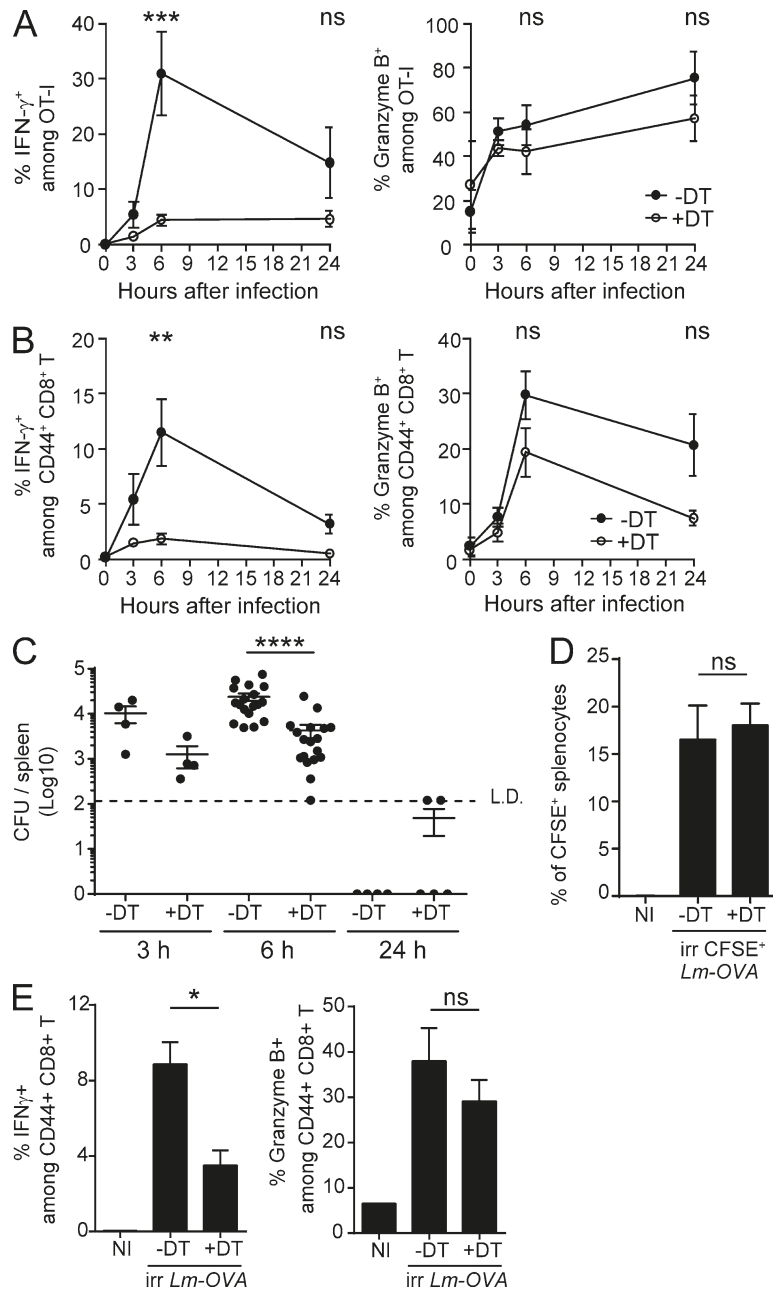 A
***
ns
% IFN-γ⁺
among OT-I
40
30
20
10
0
0 3 6 9 12 15 18 21 24
Hours after infection
ns
ns
% Granzyme B⁺
among OT-I
100
80
60
40
20
0
-DT
+DT
0 3 6 9 12 15 18 21 24
Hours after infection
B
**
ns
% IFN-γ⁺
among CD44⁺ CD8⁺ T
20
15
10
5
0
0 3 6 9 12 15 18 21 24
Hours after infection
ns
ns
% Granzyme B⁺
among CD44⁺ CD8⁺ T
40
30
20
10
0
-DT
+DT
0 3 6 9 12 15 18 21 24
Hours after infection
C
****
CFU / spleen
(Log10)
5
4
3
2
1
0
L.D.
-DT +DT -DT +DT -DT +DT
3 h 6 h 24 h
D
ns
% of CFSE⁺ splenocytes
25
20
15
10
5
0
NI -DT +DT
irr CFSE⁺
Lm-OVA
E
*
% IFNγ+
among CD44+ CD8+ T
12
8
4
0
NI -DT +DT
irr Lm-OVA
ns
% Granzyme B+
among CD44+ CD8+ T
50
40
30
20
10
0
NI -DT +DT
irr Lm-OVA